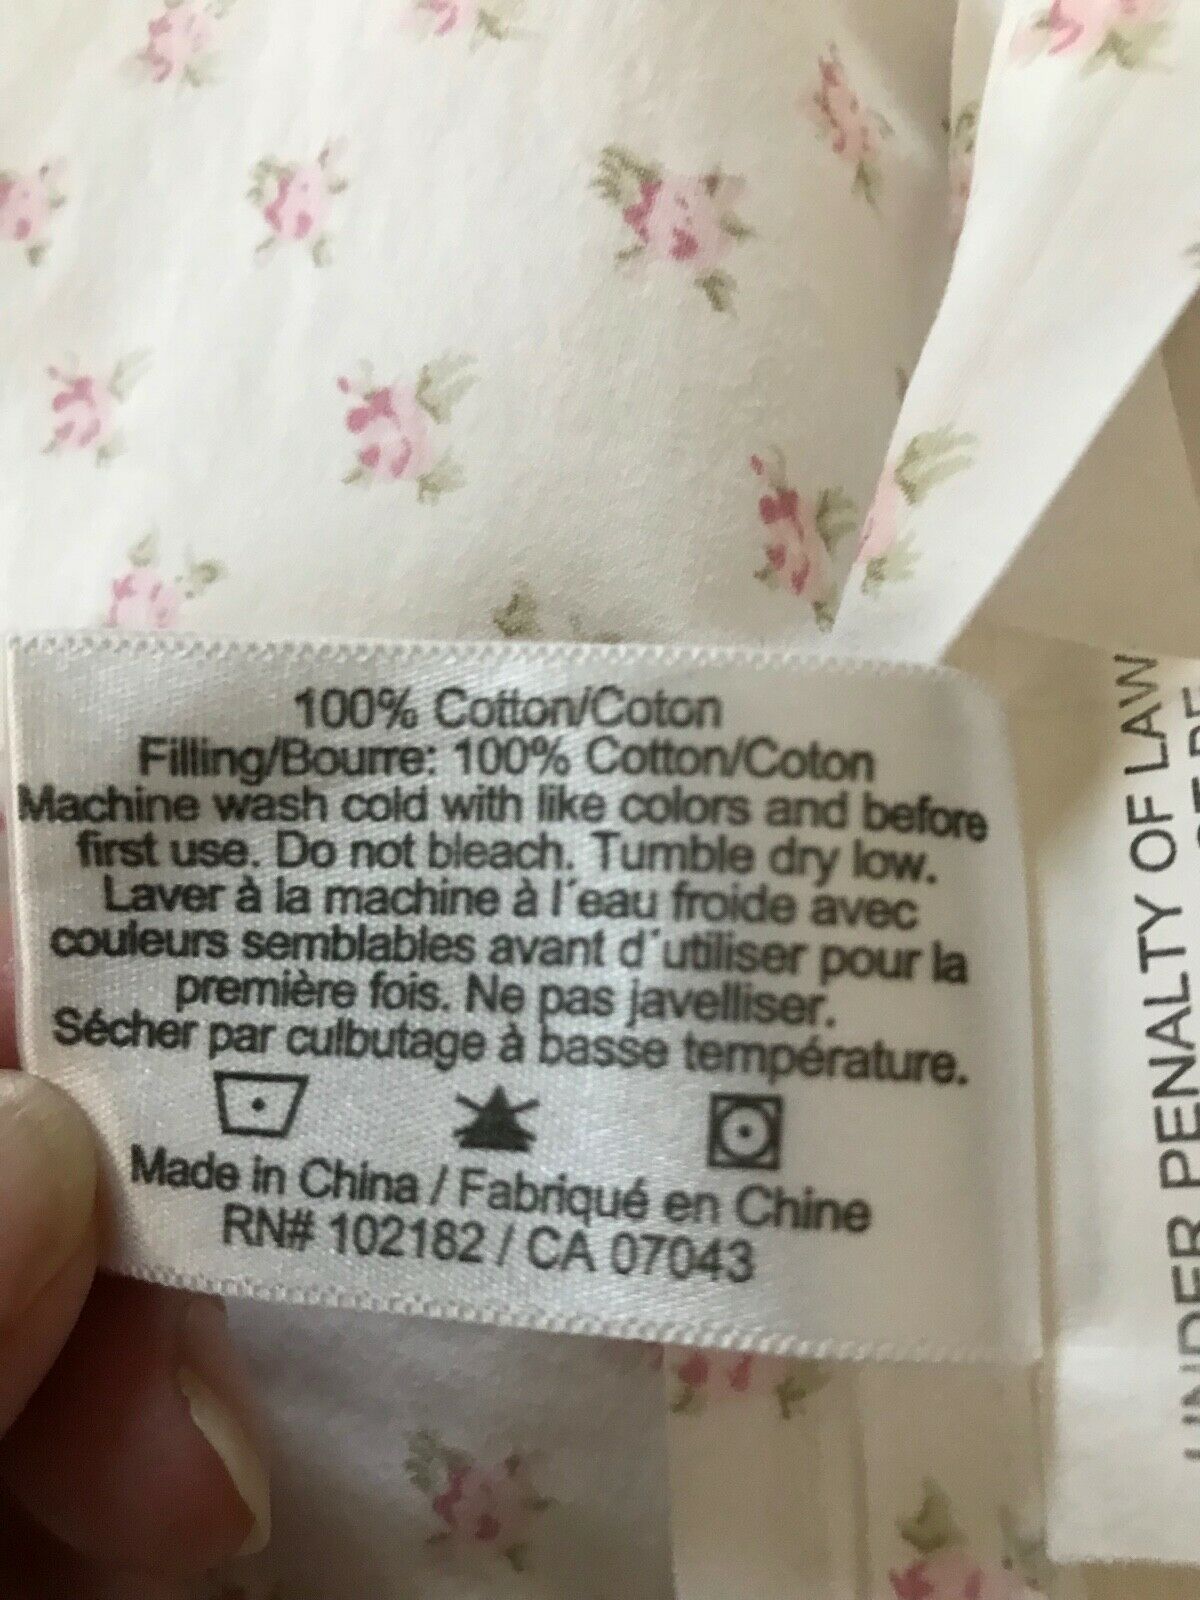 100% Cotton/Coton
Filling/Bourre: 100% Cotton/Coton
Machine wash cold with like colors and before
first use. Do not bleach. Tumble dry low.
Laver à la machine à l'eau froide avec
couleurs semblables avant d'utiliser pour la
première fois. Ne pas javelliser.
Sécher par culbutage à basse température.
Made in China / Fabriqué en Chine
RN# 102182 / CA 07043
UNDER PENALTY OF LAW